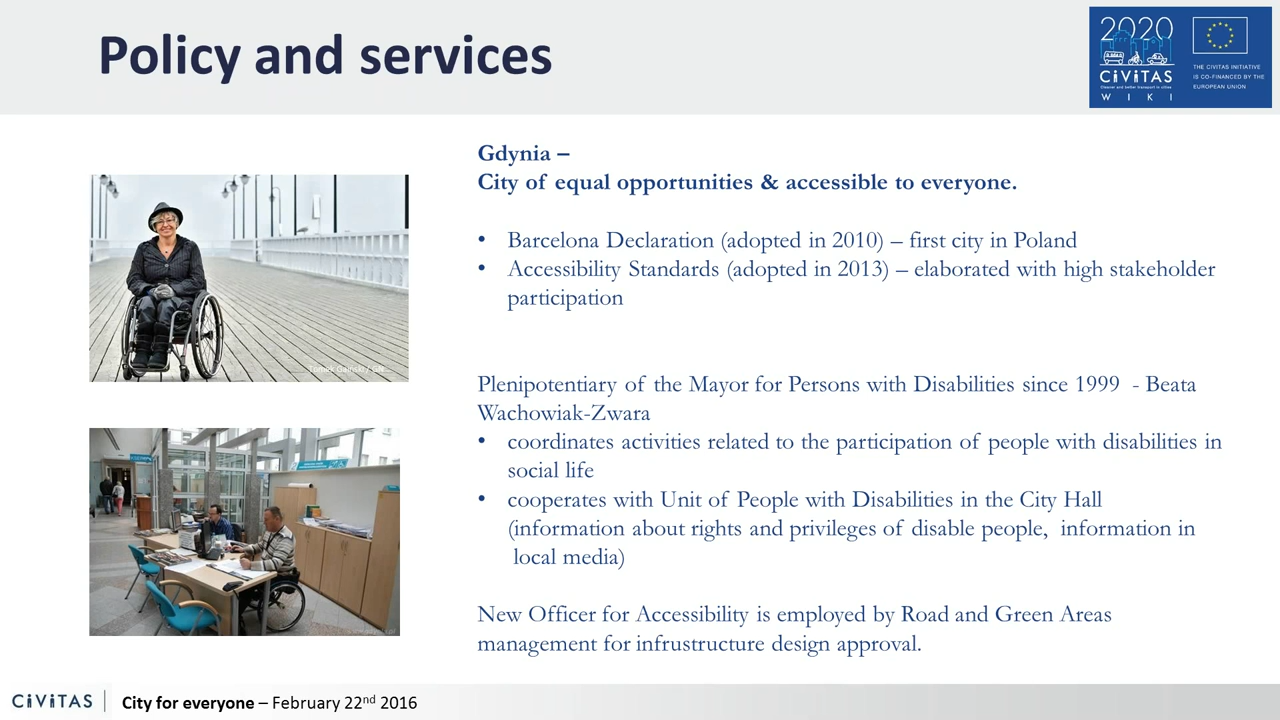 Policy and services
2020
CiViTAS
Cleaner and better transport in cities
W I K I
THE CIVITAS INITIATIVE
IS CO-FINANCED BY THE
EUROPEAN UNION
Gdynia –
City of equal opportunities & accessible to everyone.
• Barcelona Declaration (adopted in 2010) – first city in Poland
• Accessibility Standards (adopted in 2013) – elaborated with high stakeholder
participation
Plenipotentiary of the Mayor for Persons with Disabilities since 1999 - Beata
Wachowiak-Zwara
• coordinates activities related to the participation of people with disabilities in
social life
• cooperates with Unit of People with Disabilities in the City Hall
(information about rights and privileges of disable people, information in
local media)
New Officer for Accessibility is employed by Road and Green Areas
management for infrustructure design approval.
CiViTAS
City for everyone – February 22nd 2016